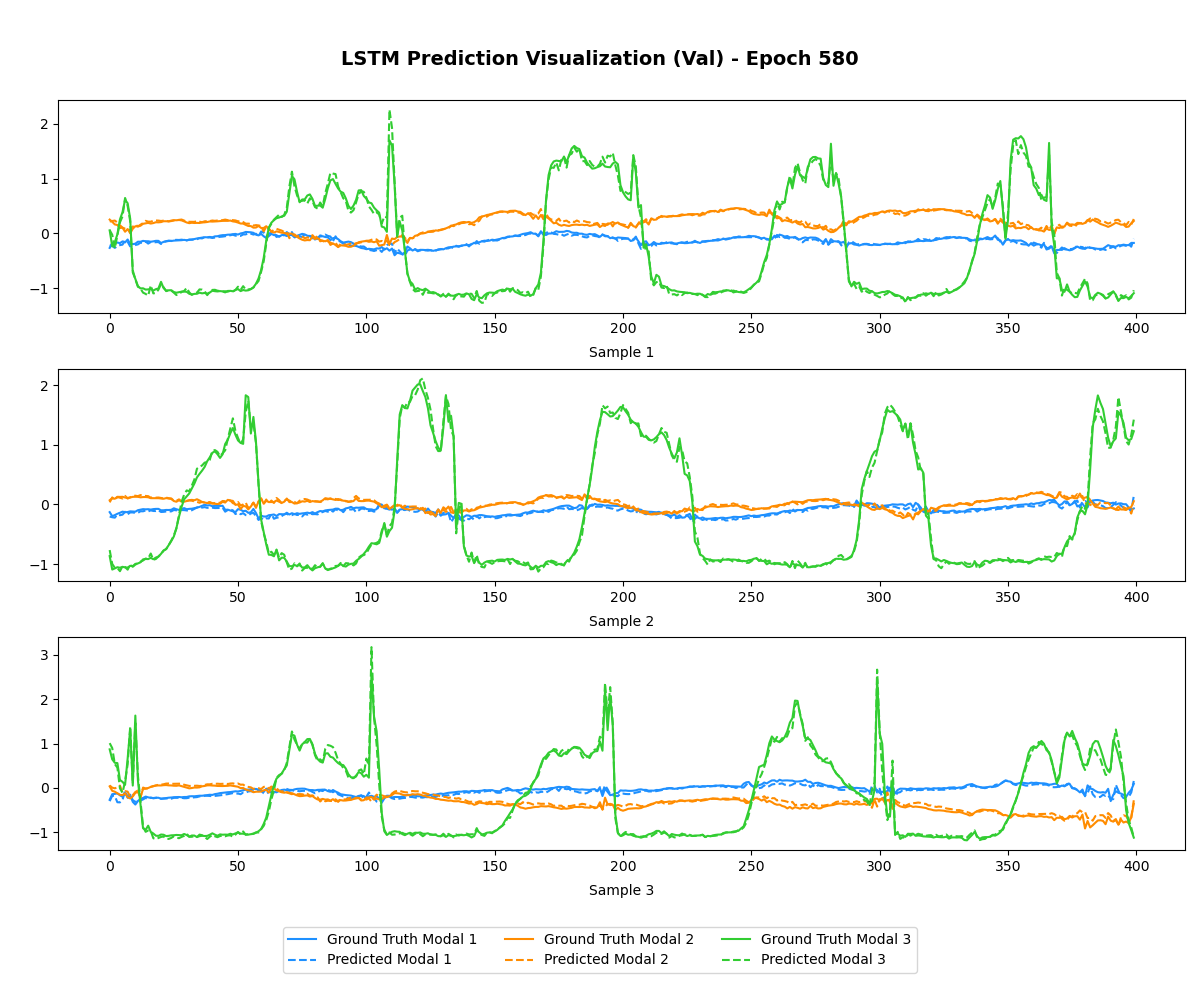 LSTM Prediction Visualization (Val) - Epoch 580
2
1
0
−1
0 50 100 150 200 250 300 350 400
Sample 1
2
1
0
−1
0 50 100 150 200 250 300 350 400
Sample 2
3
2
1
0
−1
0 50 100 150 200 250 300 350 400
Sample 3
Ground Truth Modal 1 Ground Truth Modal 2 Ground Truth Modal 3
Predicted Modal 1 Predicted Modal 2 Predicted Modal 3